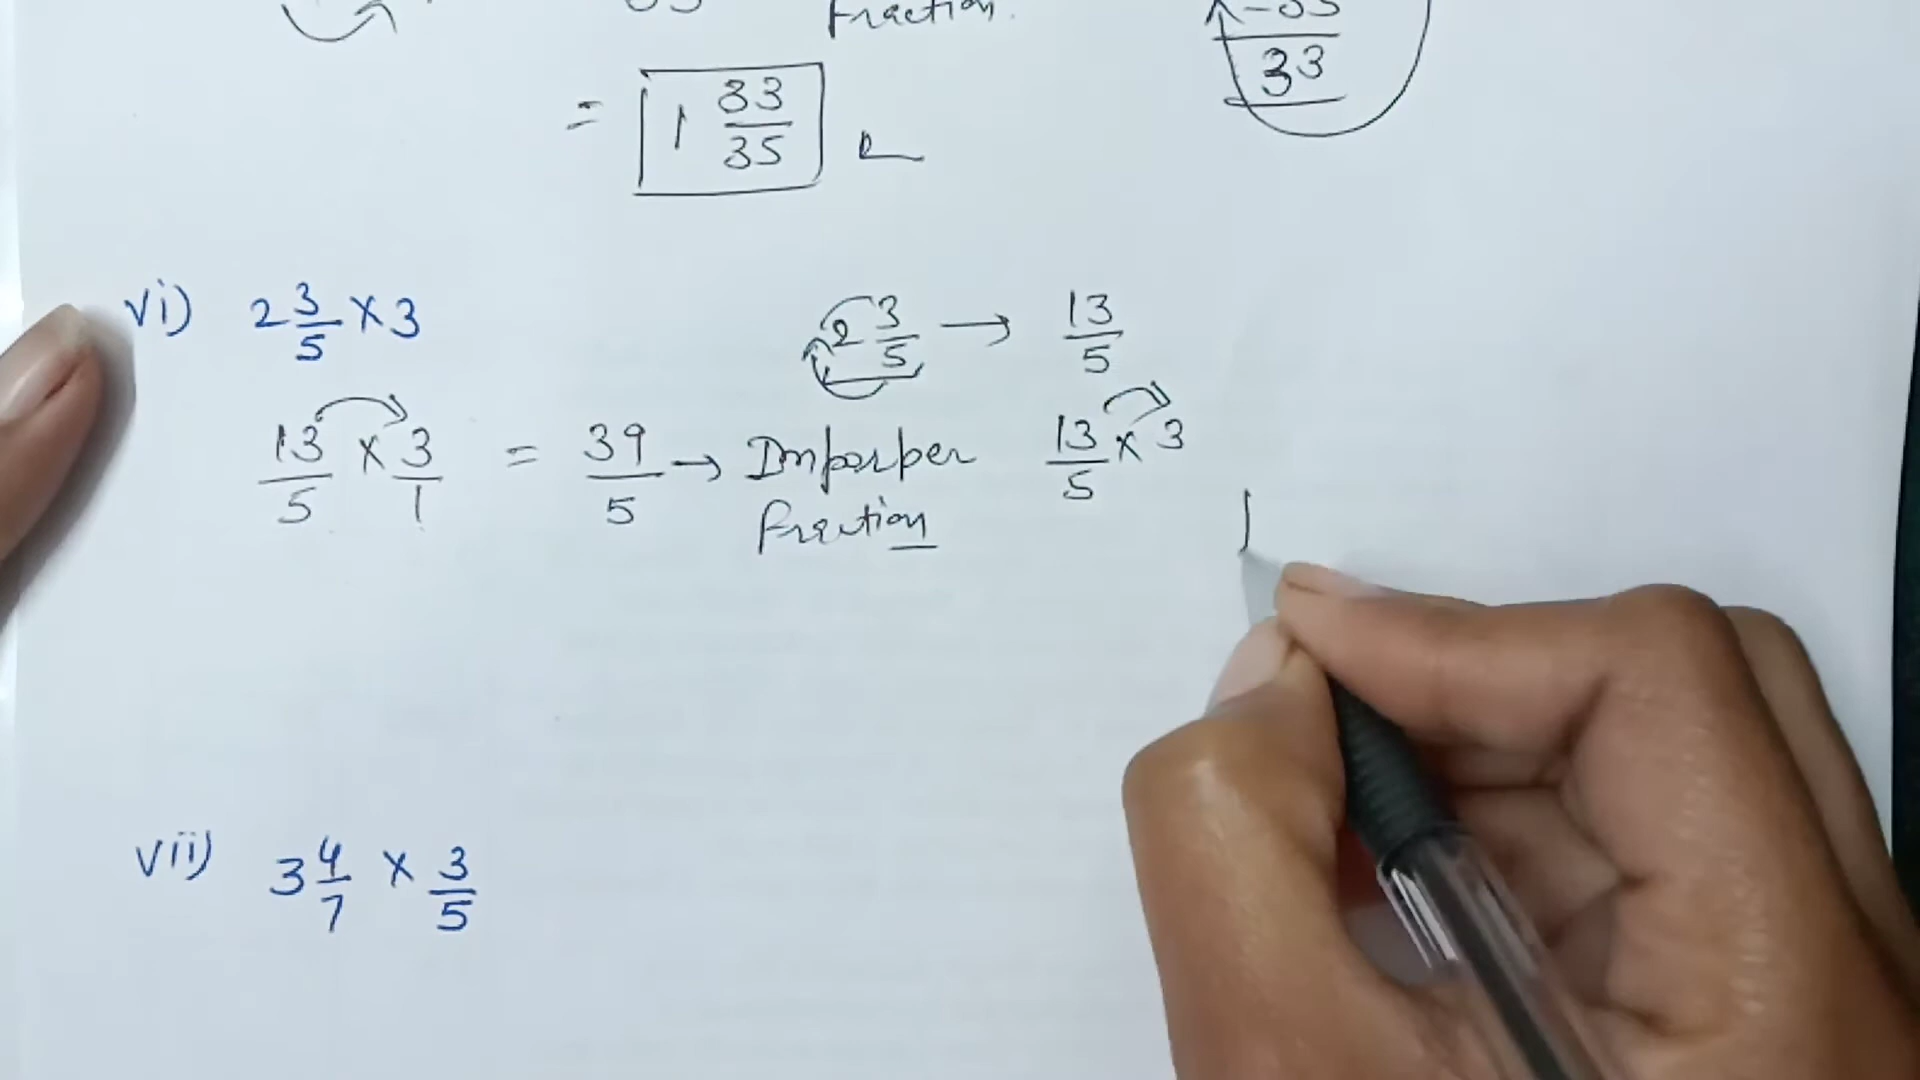 Fraction.
33
= 1 33/35
vi) 2 3/5 × 3
2 3/5 → 13/5
13/5 × 3/1 = 39/5 → Imporper
Fraction
13/5 × 3
vii) 3 4/7 × 3/5